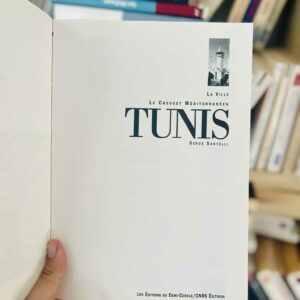 La Ville
Le Creuset Méditerranéen
TUNIS
Serge Santelli
Les Éditions du Demi-Cercle/CNRS Éditions